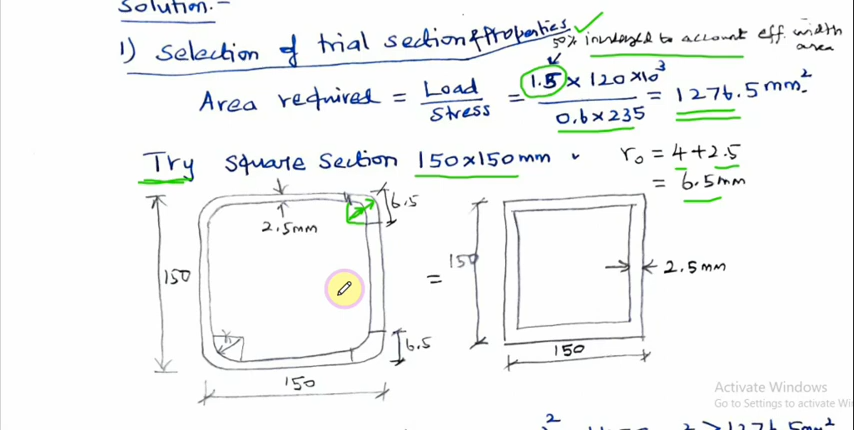 Solution:-
1) Selection of trial section & Properties.
50% increased to account eff. width area
Area required = Load / Stress = 1.5 × 120 × 10³ / 0.6 × 235 = 1276.5 mm².
Try Square Section 150×150mm . r₀ = 4 + 2.5
= 6.5mm
6.5
2.5mm
150
=
150
2.5mm
6.5
150
150
Activate Windows
Go to Settings to activate Wi
² > 1276.5mm²